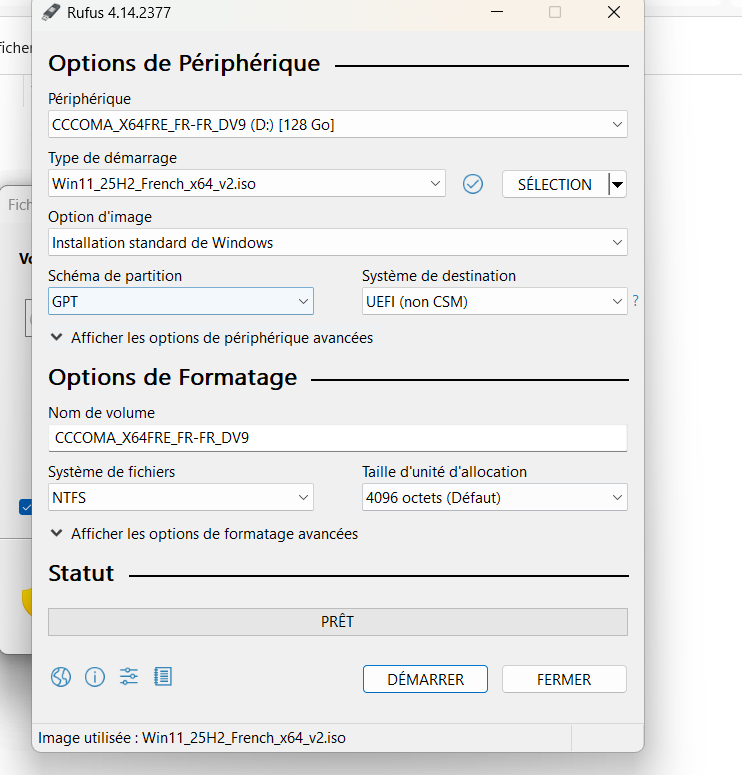 Rufus 4.14.2377
Options de Périphérique
Périphérique
CCCOMA_X64FRE_FR-FR_DV9 (D:) [128 Go]
Type de démarrage
Win11_25H2_French_x64_v2.iso
SÉLECTION
Option d'image
Installation standard de Windows
Schéma de partition
Système de destination
GPT
UEFI (non CSM)
?
Afficher les options de périphérique avancées
Options de Formatage
Nom de volume
CCCOMA_X64FRE_FR-FR_DV9
Système de fichiers
Taille d'unité d'allocation
NTFS
4096 octets (Défaut)
Afficher les options de formatage avancées
Statut
PRÊT
DÉMARRER
FERMER
Image utilisée : Win11_25H2_French_x64_v2.iso